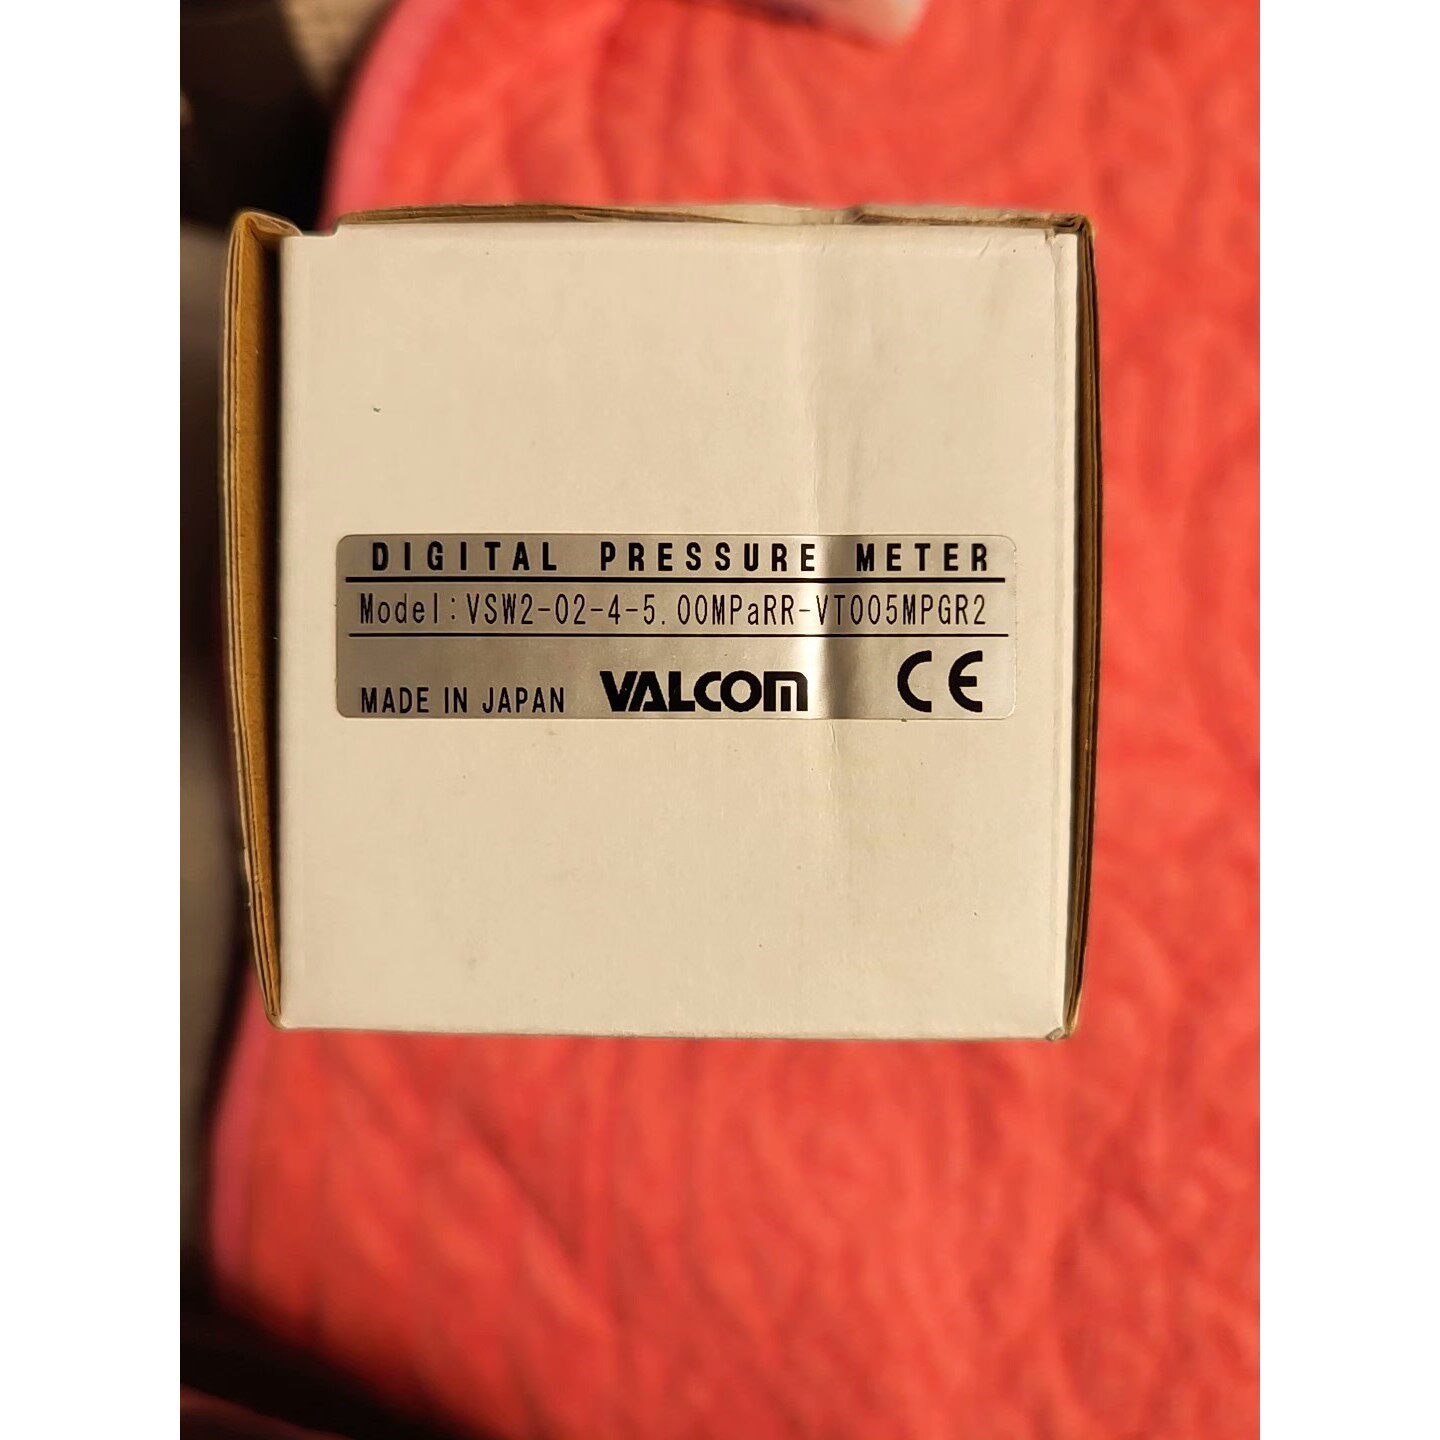 DIGITAL PRESSURE METER
Model:VSW2-02-4-5.00MPaRR-VT005MPGR2
MADE IN JAPAN VALCOM CE